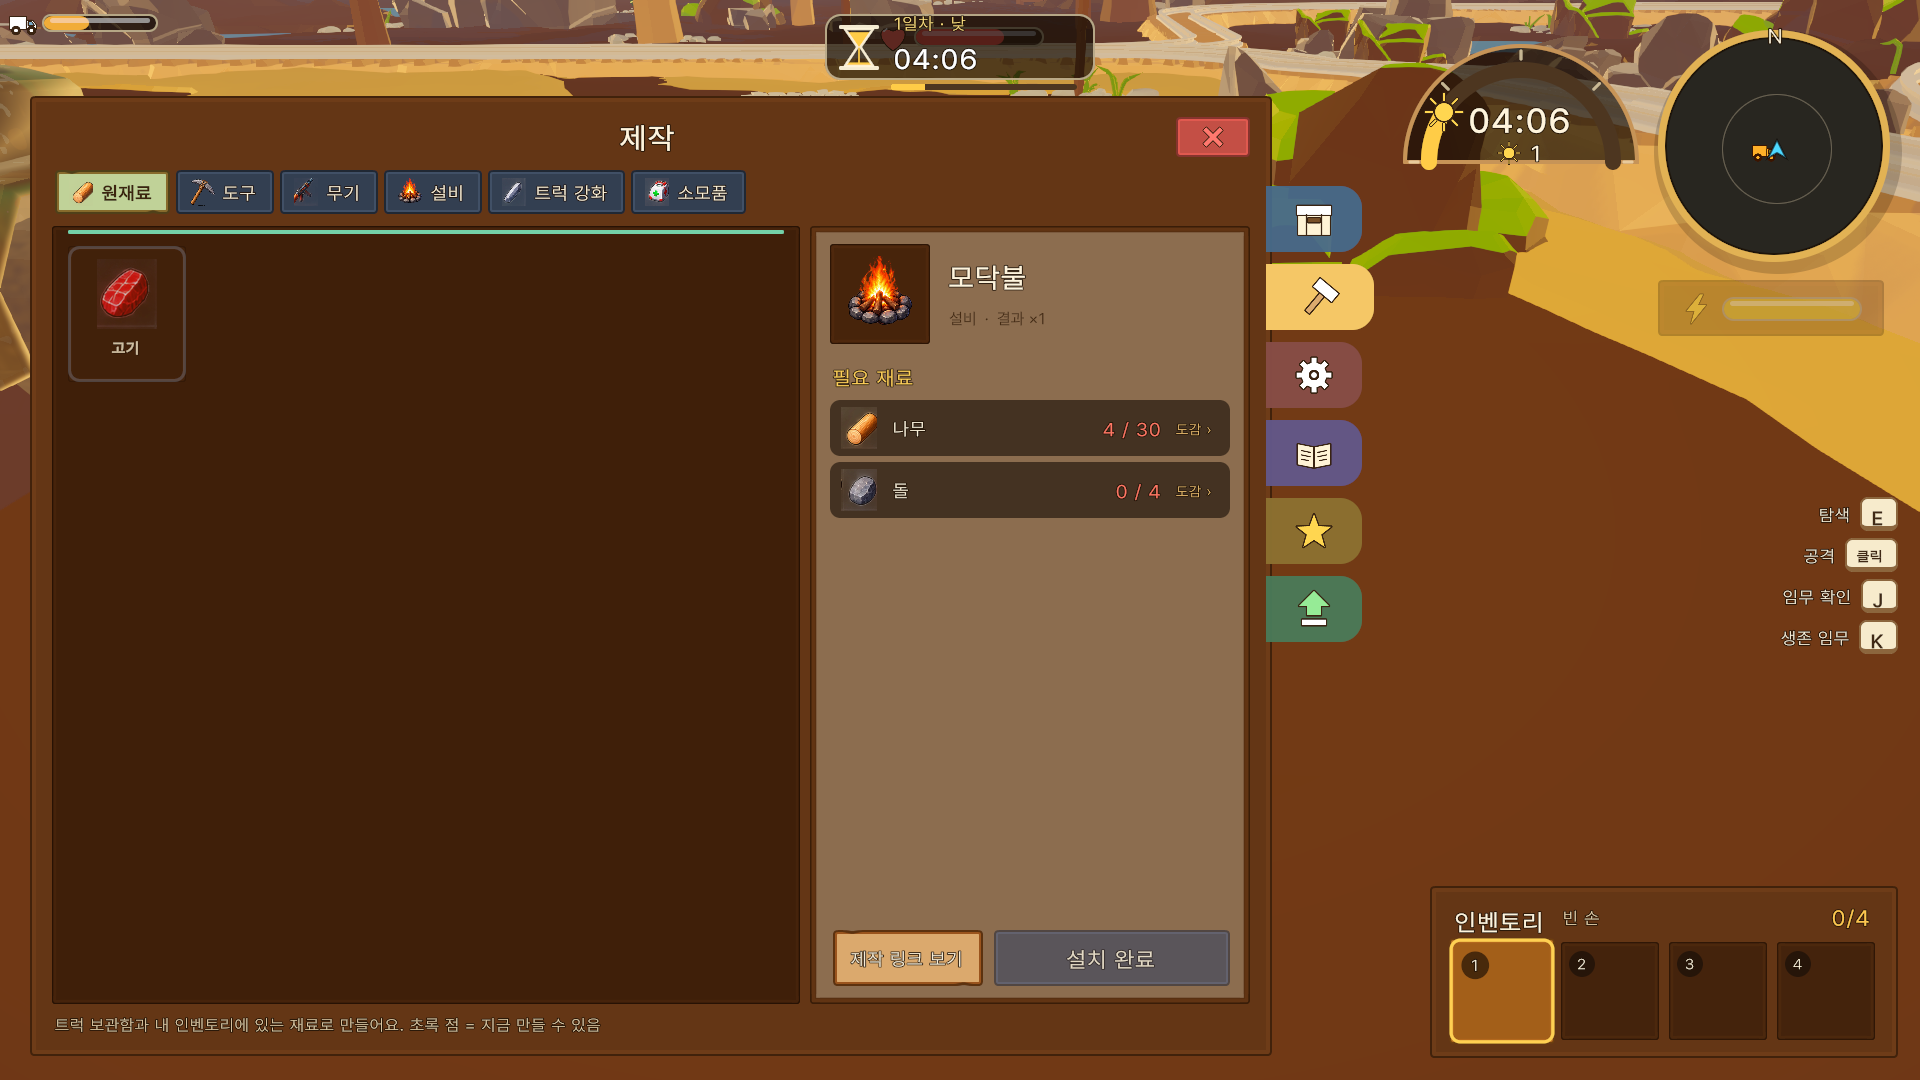 1일차 · 낮
04:06
N
04:06
1
제작
원재료
도구
무기
설비
트럭 강화
소모품
고기
모닥불
설비 · 결과 ×1
필요 재료
나무 4 / 30 도감 ›
돌 0 / 4 도감 ›
제작 링크 보기
설치 완료
트럭 보관함과 내 인벤토리에 있는 재료로 만들어요. 초록 점 = 지금 만들 수 있음
탐색 E
공격 클릭
임무 확인 J
생존 임무 K
인벤토리 빈 손 0/4
1 2 3 4